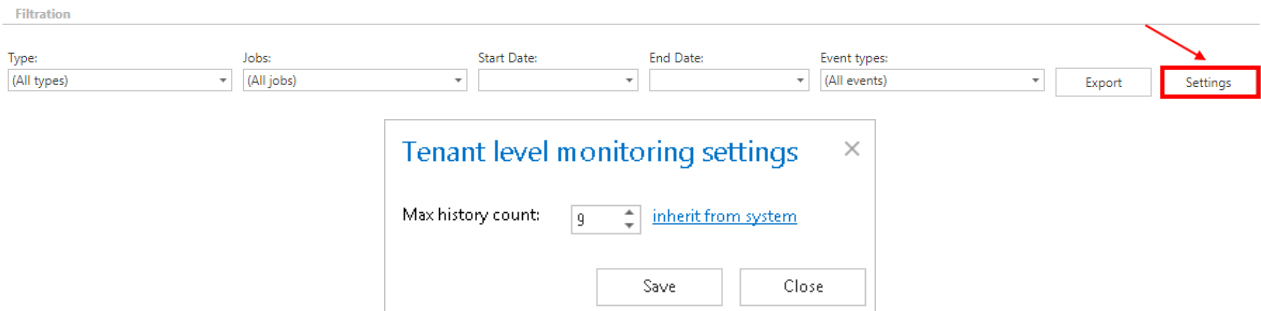 Filtration
Type: Jobs: Start Date: End Date: Event types:
(All types) (All jobs) (All events) Export Settings
Tenant level monitoring settings
Max history count: 9 inherit from system
Save Close